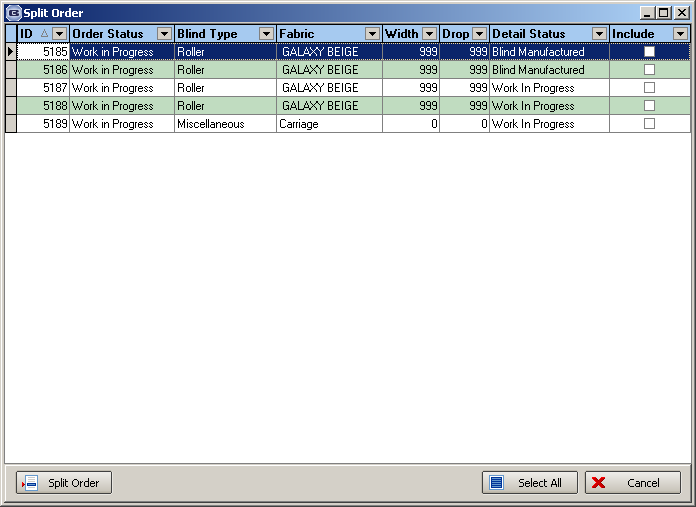 Split Order
ID Order Status Blind Type Fabric Width Drop Detail Status Include
5185 Work in Progress Roller GALAXY BEIGE 999 999 Blind Manufactured
5186 Work in Progress Roller GALAXY BEIGE 999 999 Blind Manufactured
5187 Work in Progress Roller GALAXY BEIGE 999 999 Work In Progress
5188 Work in Progress Roller GALAXY BEIGE 999 999 Work In Progress
5189 Work in Progress Miscellaneous Carriage 0 0 Work In Progress
Split Order Select All Cancel